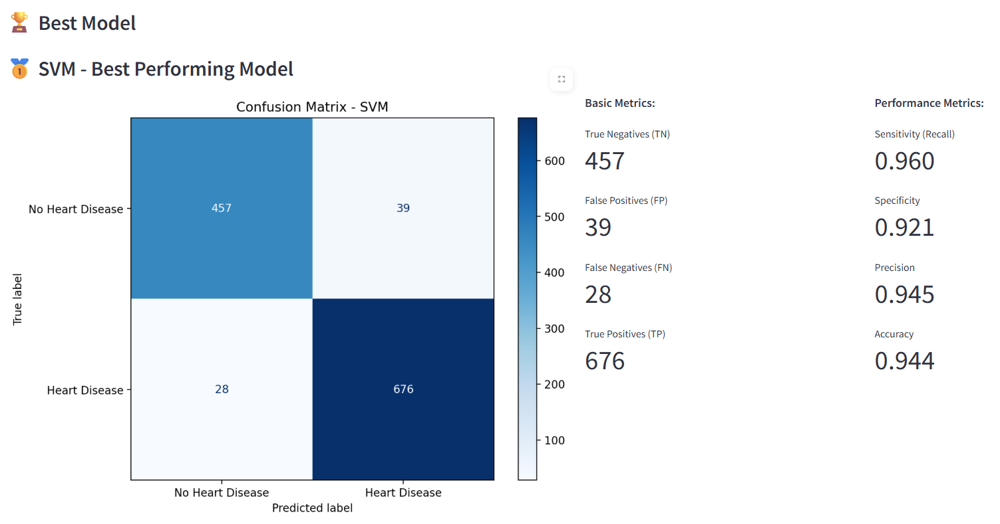 🏆 Best Model
🥇 SVM - Best Performing Model
Confusion Matrix - SVM
True label
No Heart Disease
Heart Disease
457
39
28
676
No Heart Disease
Heart Disease
Predicted label
600
500
400
300
200
100
Basic Metrics:
True Negatives (TN)
457
False Positives (FP)
39
False Negatives (FN)
28
True Positives (TP)
676
Performance Metrics:
Sensitivity (Recall)
0.960
Specificity
0.921
Precision
0.945
Accuracy
0.944